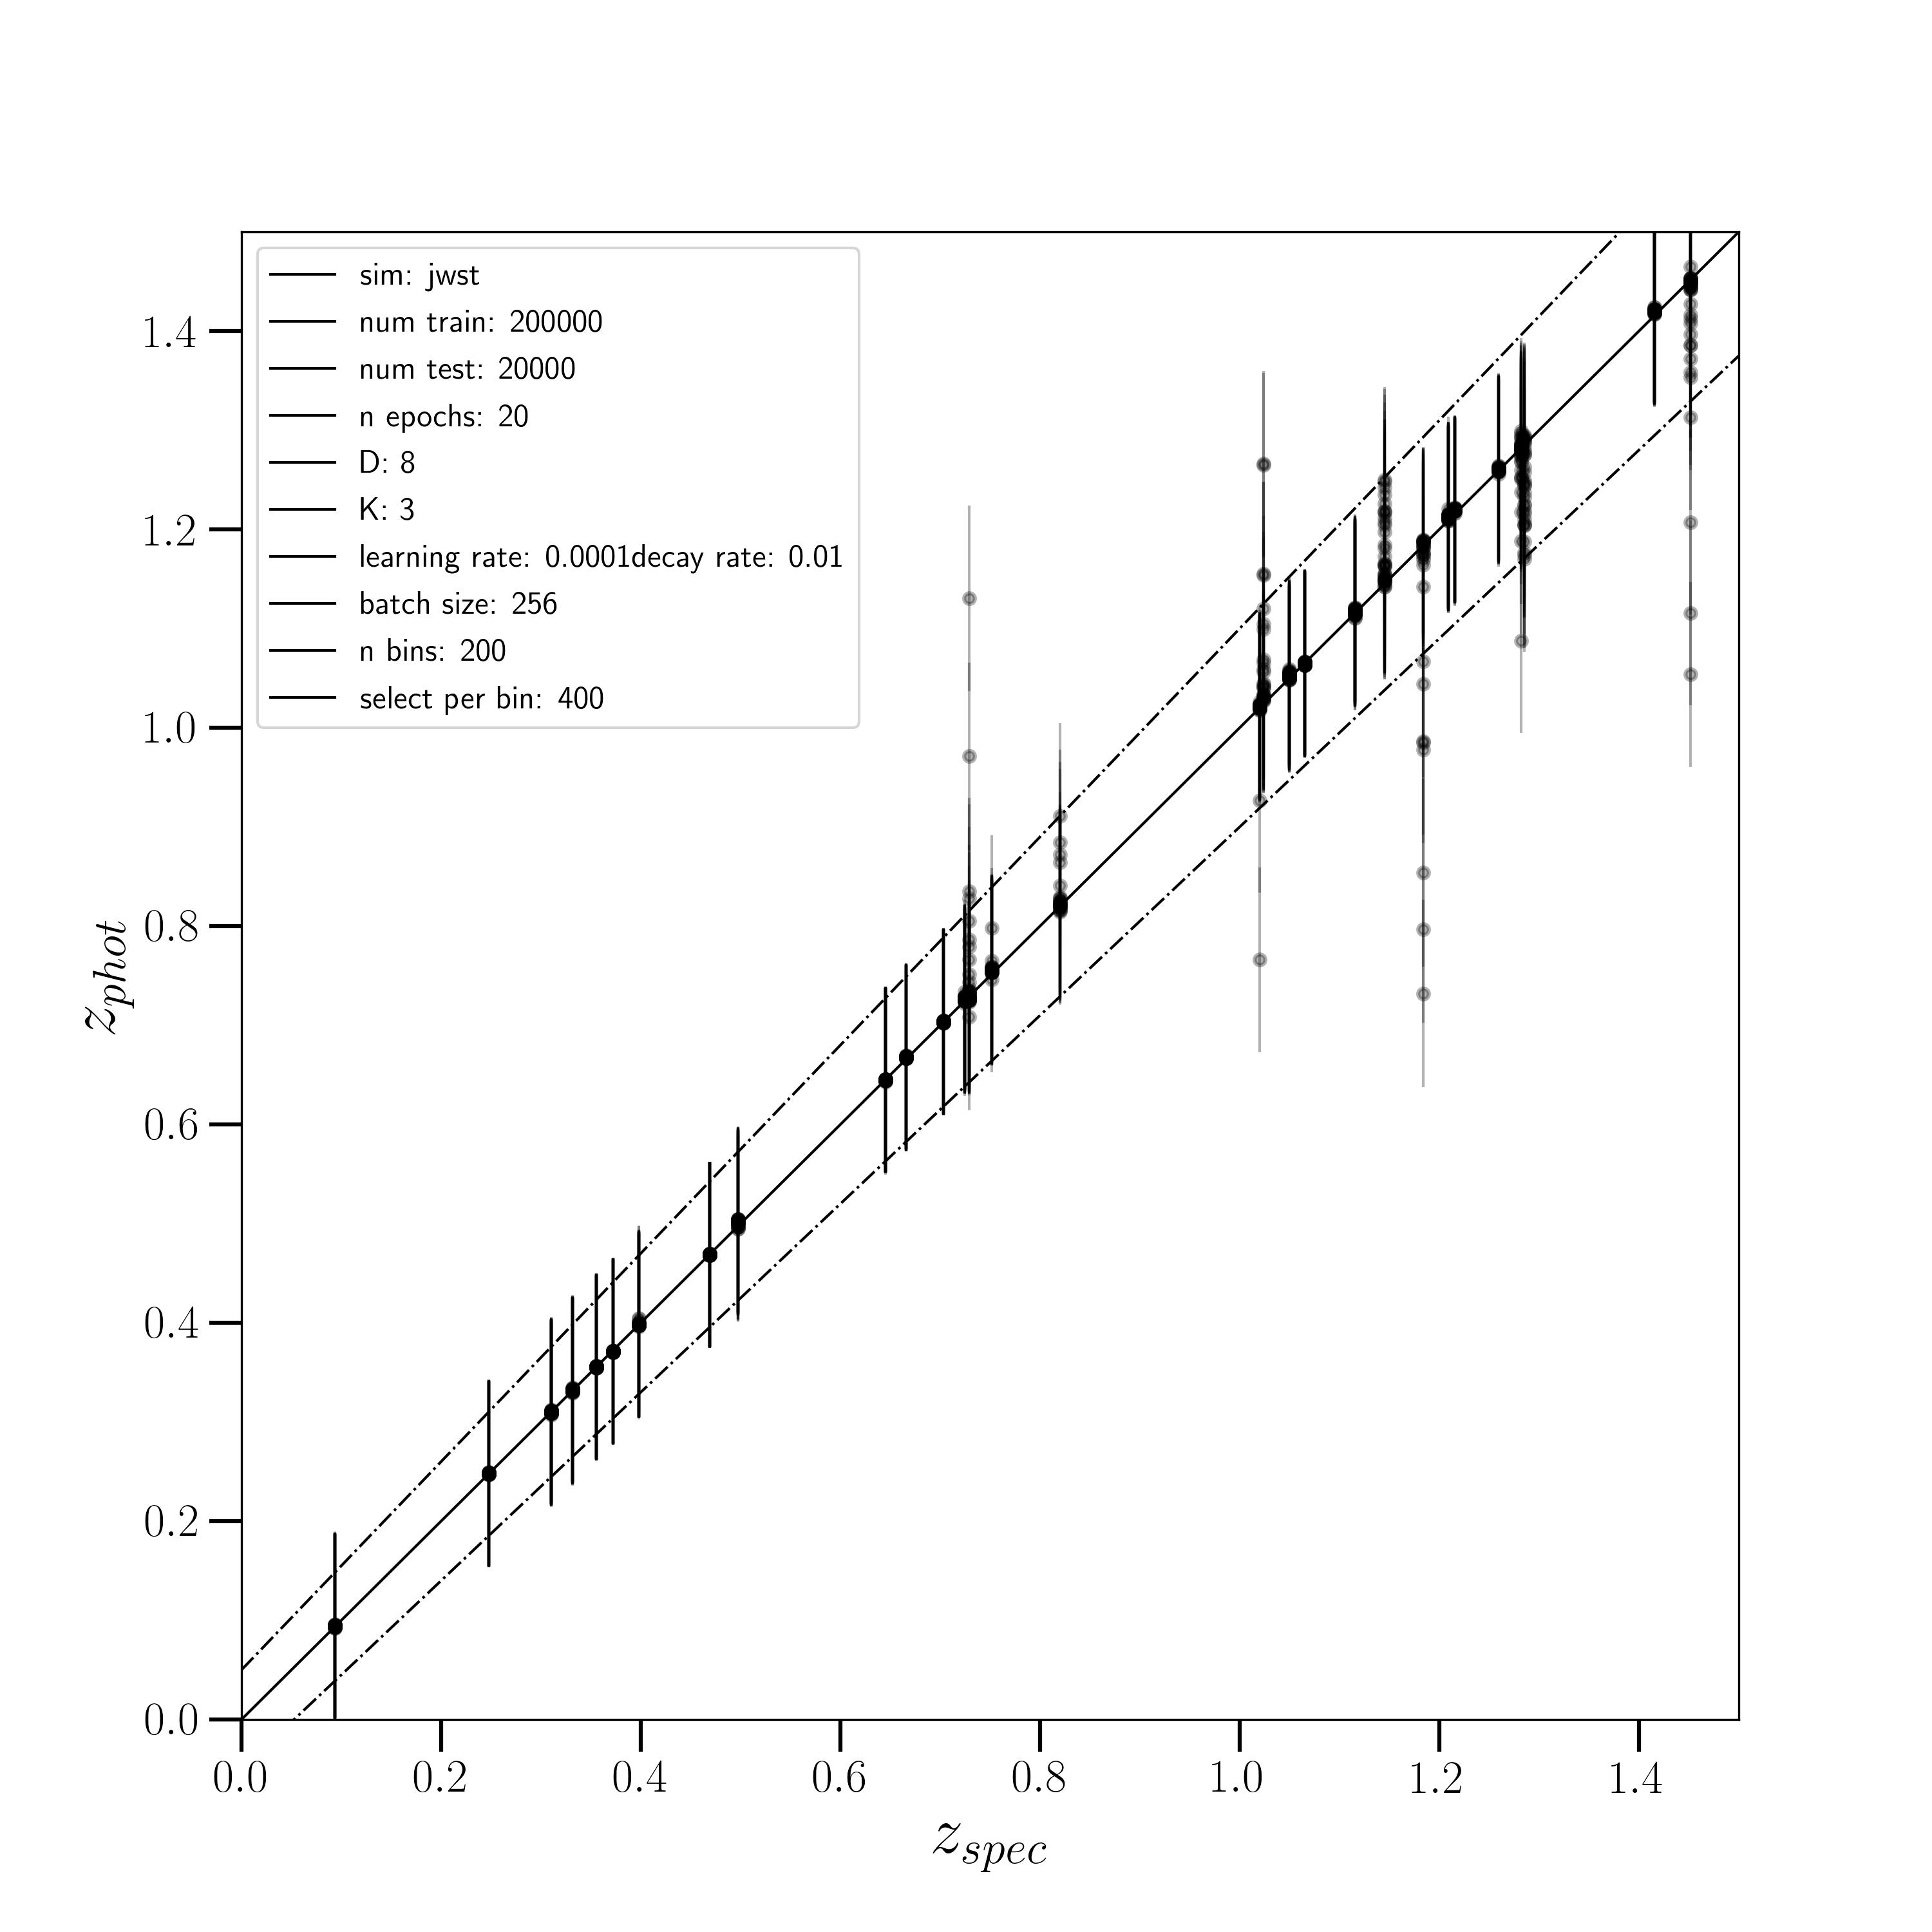 sim: jwst
num train: 200000
num test: 20000
n epochs: 20
D: 8
K: 3
learning rate: 0.0001decay rate: 0.01
batch size: 256
n bins: 200
select per bin: 400
1.4
1.2
1.0
0.8
0.6
0.4
0.2
0.0
z_phot
0.0 0.2 0.4 0.6 0.8 1.0 1.2 1.4
z_spec